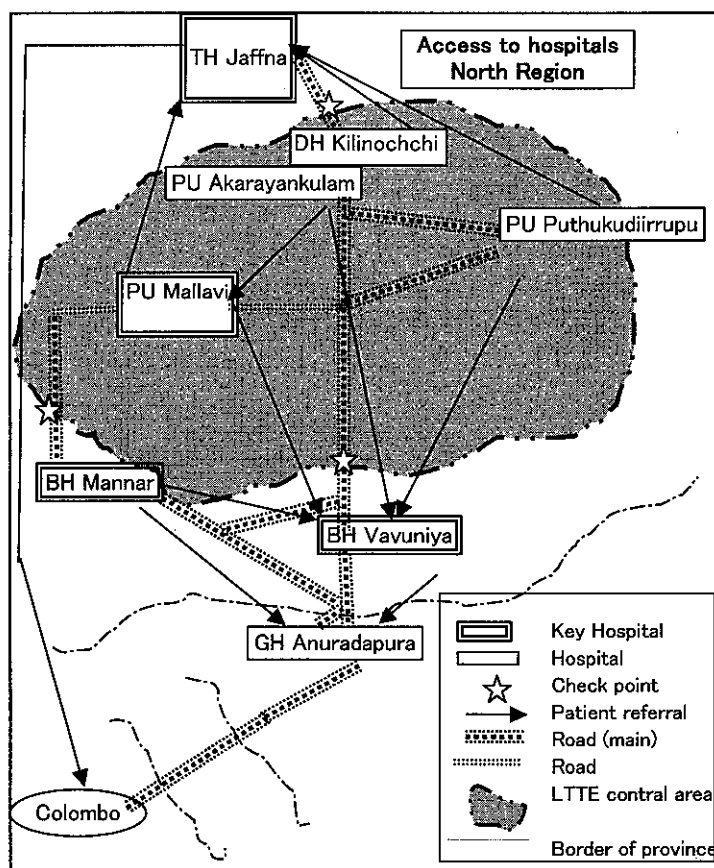 TH Jaffna
Access to hospitals
North Region
DH Kilinochchi
PU Akarayankulam
PU Puthukudiirrupu
PU Mallavi
BH Mannar
BH Vavuniya
GH Anuradapura
Colombo
Key Hospital
Hospital
Check point
Patient referral
Road (main)
Road
LTTE contral area
Border of province